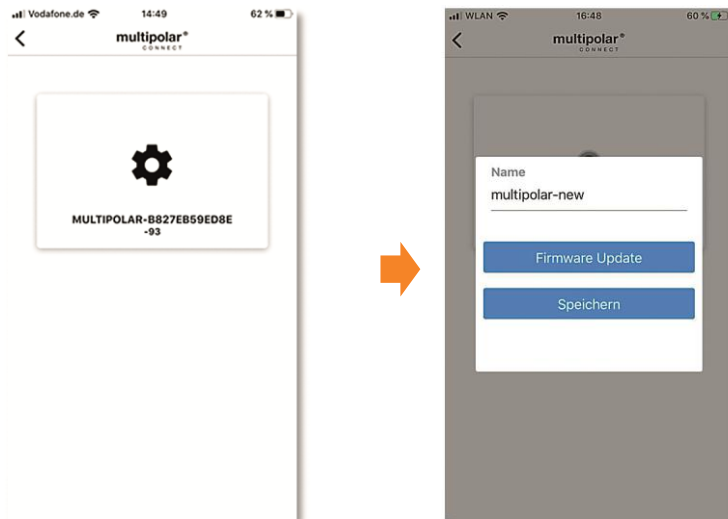 Vodafone.de 14:49 62 %
multipolar®
CONNECT
MULTIPOLAR-B827EB59ED8E
-93
WLAN 16:48 60 %
multipolar®
CONNECT
Name
multipolar-new
Firmware Update
Speichern